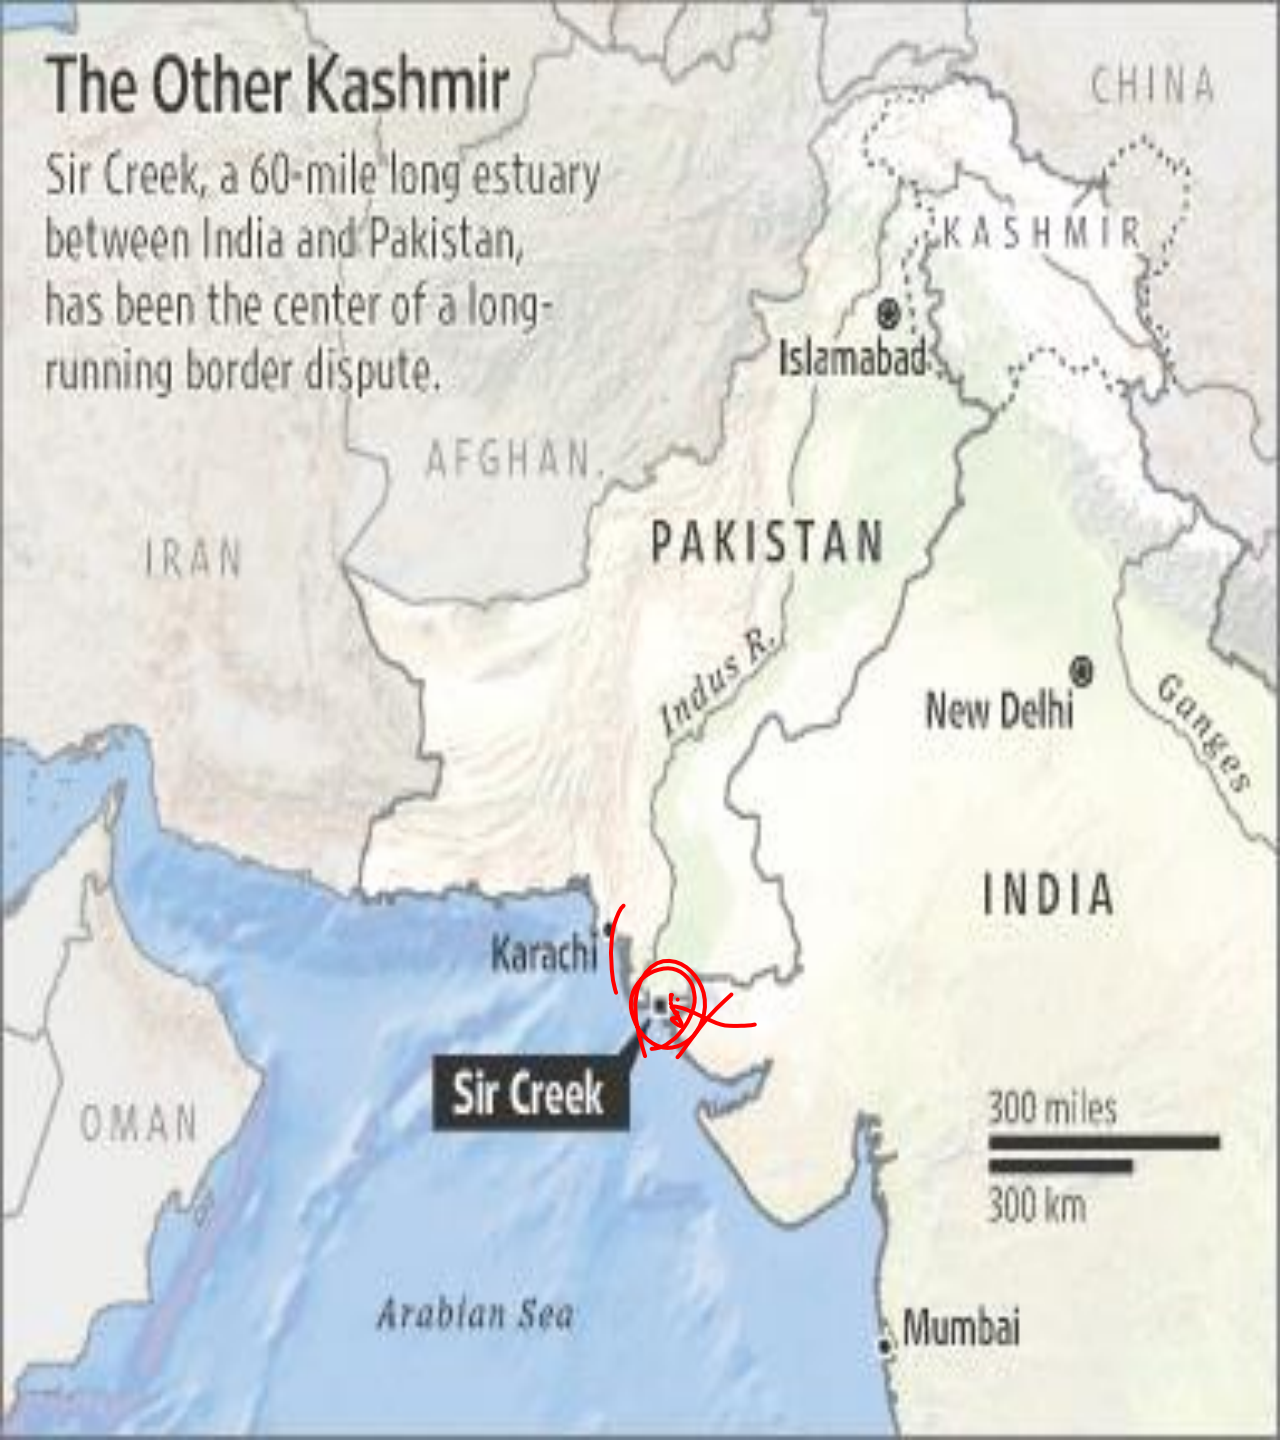 The Other Kashmir
Sir Creek, a 60-mile long estuary
between India and Pakistan,
has been the center of a long-
running border dispute.
CHINA
KASHMIR
Islamabad
AFGHAN.
IRAN
PAKISTAN
Indus R.
New Delhi
Ganges
INDIA
Karachi
Sir Creek
OMAN
300 miles
300 km
Arabian Sea
Mumbai